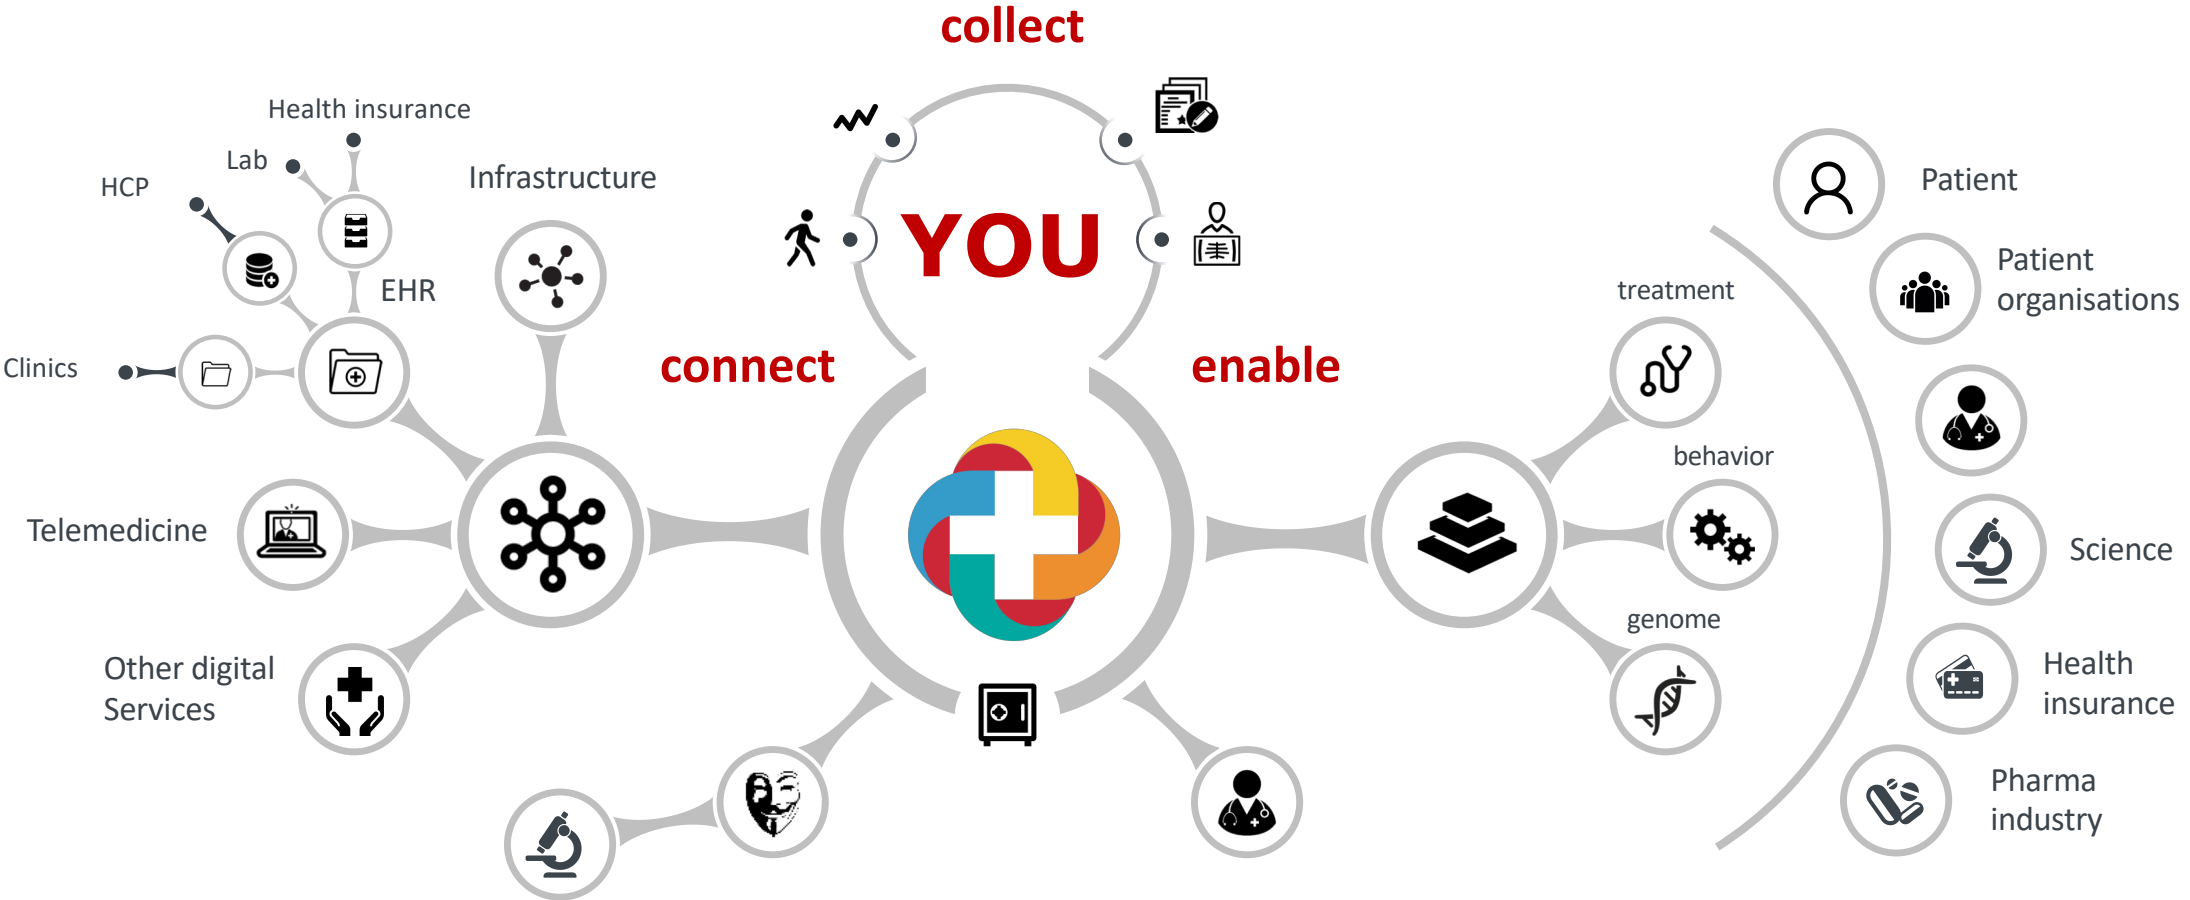 collect
YOU
connect
enable
Health insurance
Lab
HCP
Infrastructure
EHR
Clinics
Telemedicine
Other digital
Services
treatment
behavior
genome
Patient
Patient
organisations
Science
Health
insurance
Pharma
industry